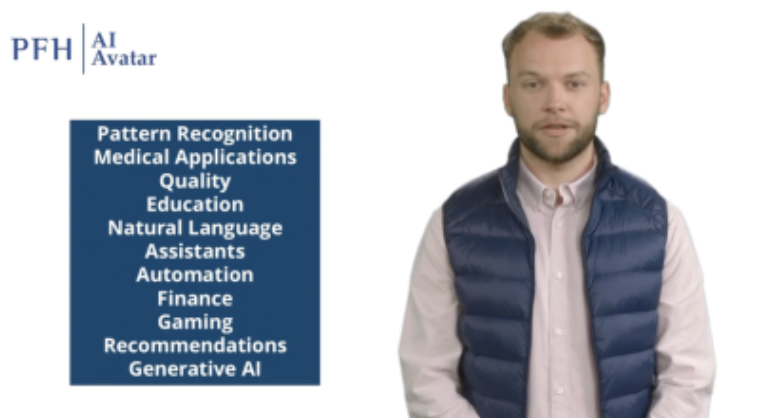 PFH
AI
Avatar
Pattern Recognition
Medical Applications
Quality
Education
Natural Language
Assistants
Automation
Finance
Gaming
Recommendations
Generative AI